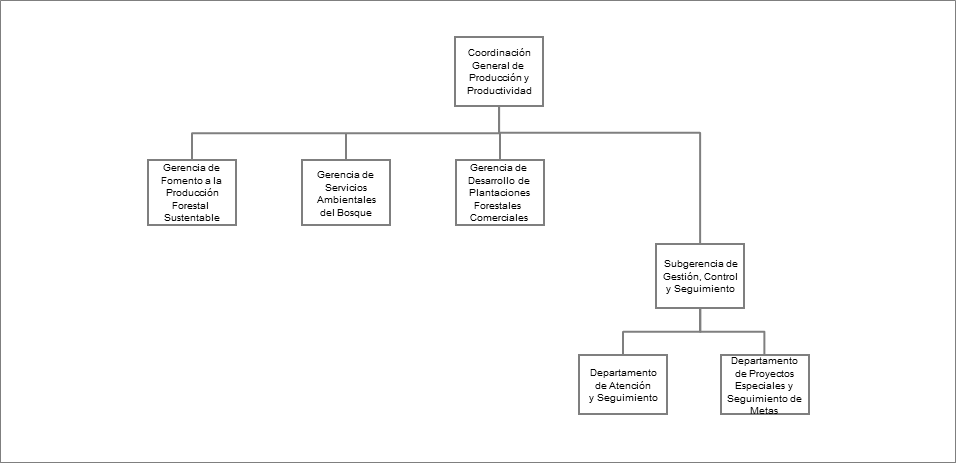 Coordinación
General de
Producción y
Productividad
Gerencia de
Fomento a la
Producción
Forestal
Sustentable
Gerencia de
Servicios
Ambientales
del Bosque
Gerencia de
Desarrollo de
Plantaciones
Forestales
Comerciales
Subgerencia de
Gestión, Control
y Seguimiento
Departamento
de Atención
y Seguimiento
Departamento
de Proyectos
Especiales y
Seguimiento de
Metas